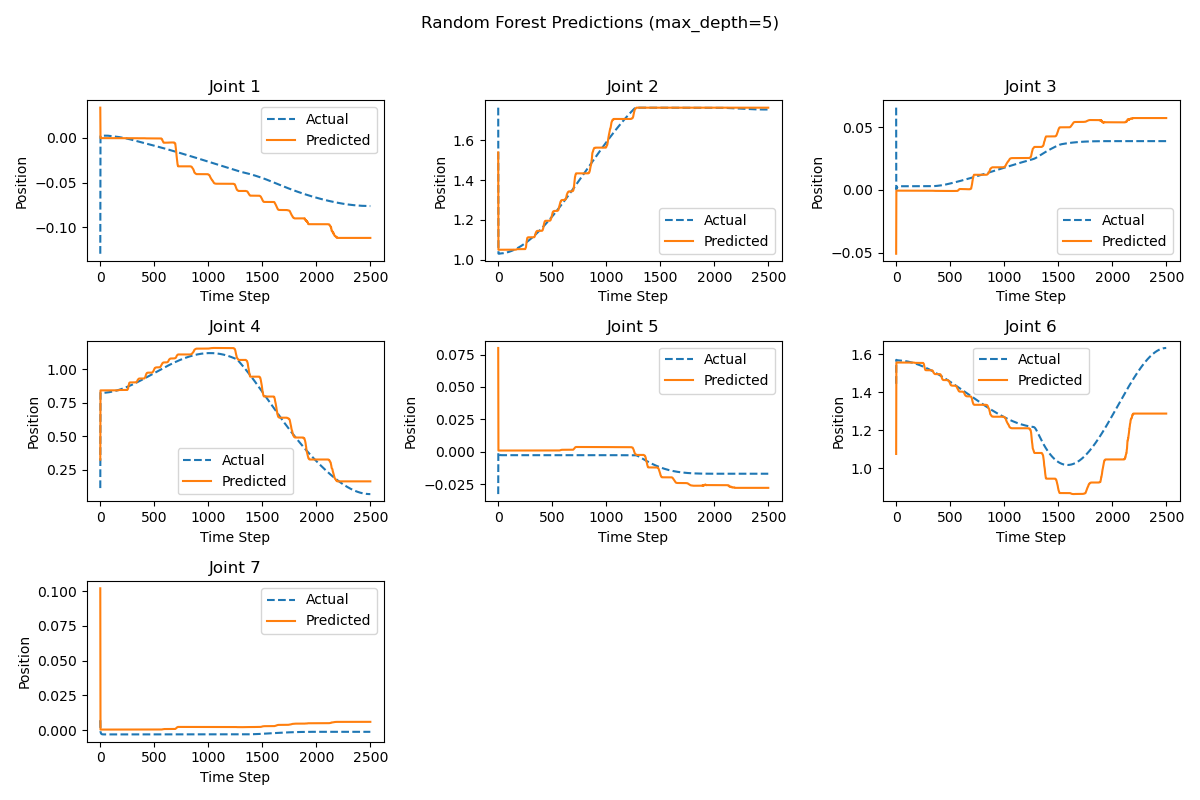 Random Forest Predictions (max_depth=5)
Joint 1
Position
0.00
−0.05
−0.10
Actual
Predicted
0 500 1000 1500 2000 2500
Time Step
Joint 2
Position
1.6
1.4
1.2
1.0
Actual
Predicted
0 500 1000 1500 2000 2500
Time Step
Joint 3
Position
0.05
0.00
−0.05
Actual
Predicted
0 500 1000 1500 2000 2500
Time Step
Joint 4
Position
1.00
0.75
0.50
0.25
Actual
Predicted
0 500 1000 1500 2000 2500
Time Step
Joint 5
Position
0.075
0.050
0.025
0.000
−0.025
Actual
Predicted
0 500 1000 1500 2000 2500
Time Step
Joint 6
Position
1.6
1.4
1.2
1.0
Actual
Predicted
0 500 1000 1500 2000 2500
Time Step
Joint 7
Position
0.100
0.075
0.050
0.025
0.000
Actual
Predicted
0 500 1000 1500 2000 2500
Time Step